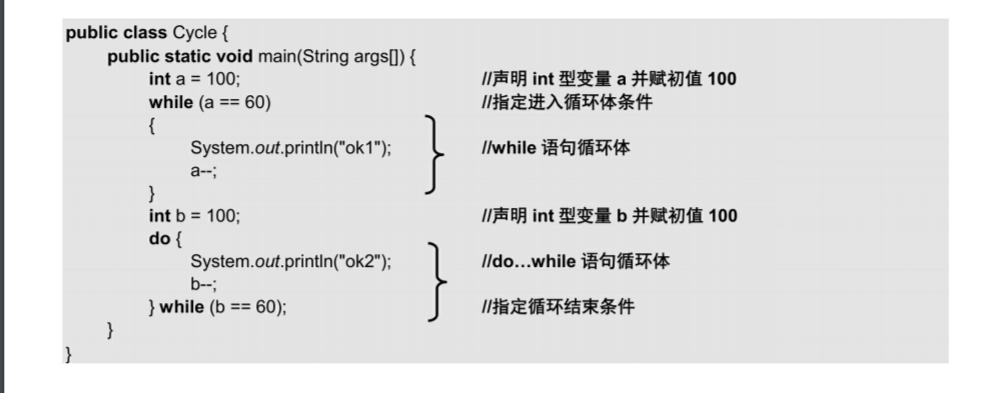 public class Cycle {
public static void main(String args[]) {
int a = 100; //声明 int 型变量 a 并赋初值 100
while (a == 60) //指定进入循环体条件
{
System.out.println("ok1"); //while 语句循环体
a--;
}
int b = 100; //声明 int 型变量 b 并赋初值 100
do {
System.out.println("ok2"); //do…while 语句循环体
b--;
} while (b == 60); //指定循环结束条件
}
}